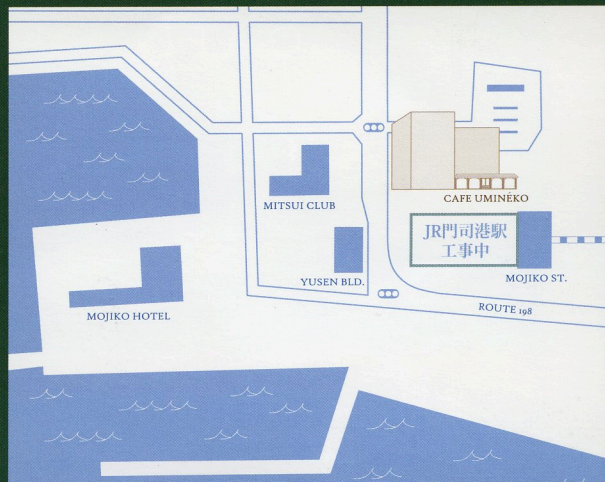 CAFE UMINÉKO
MITSUI CLUB
JR門司港駅
工事中
YUSEN BLD.
MOJIKO ST.
ROUTE 198
MOJIKO HOTEL